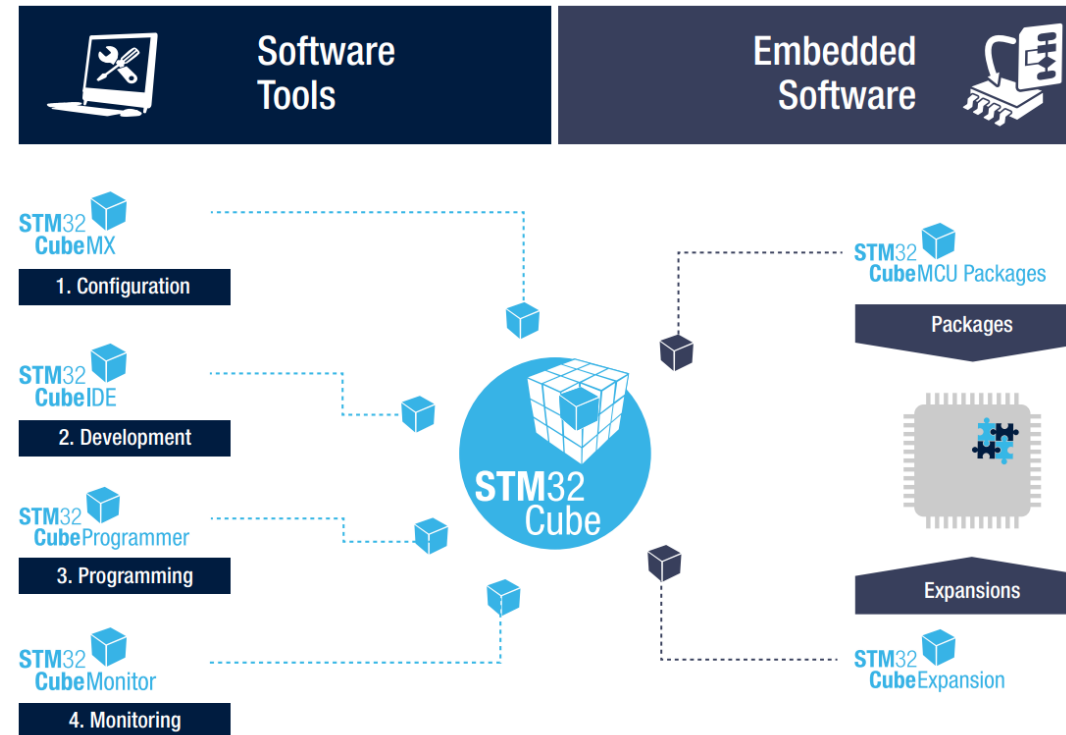 Software
Tools
Embedded
Software
STM32
CubeMX
1. Configuration
STM32
CubeIDE
2. Development
STM32
CubeProgrammer
3. Programming
STM32
CubeMonitor
4. Monitoring
STM32
Cube
STM32
CubeMCU Packages
Packages
Expansions
STM32
CubeExpansion